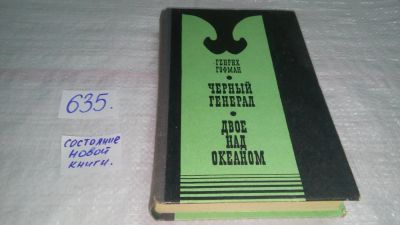 635.
состояние
новой
книги.
ГЕНРИХ
ГОФМАН
ЧЕРНЫЙ
ГЕНЕРАЛ
ДВОЕ
НАД
ОКЕАНОМ